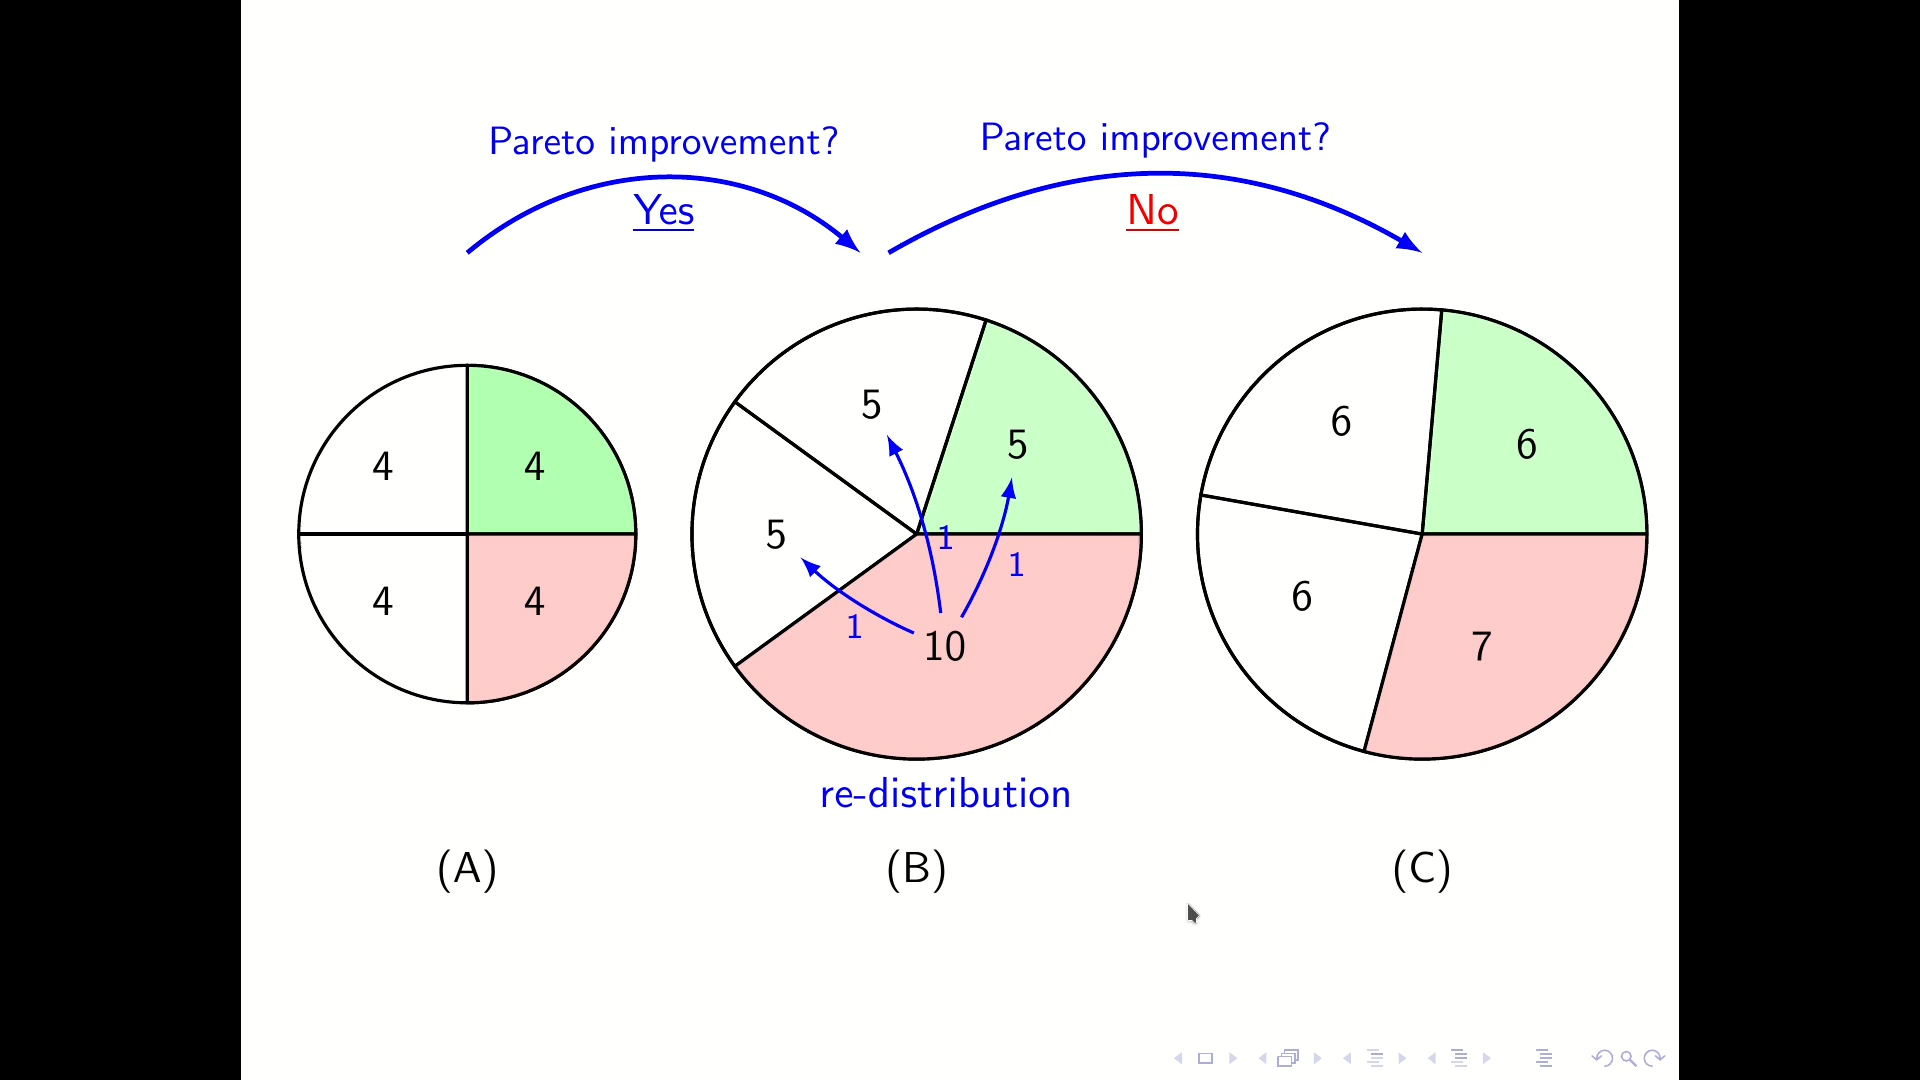 Pareto improvement?
Yes
Pareto improvement?
No
4
4
4
4
5
5
5
10
1
1
1
6
6
6
7
re-distribution
(A)
(B)
(C)